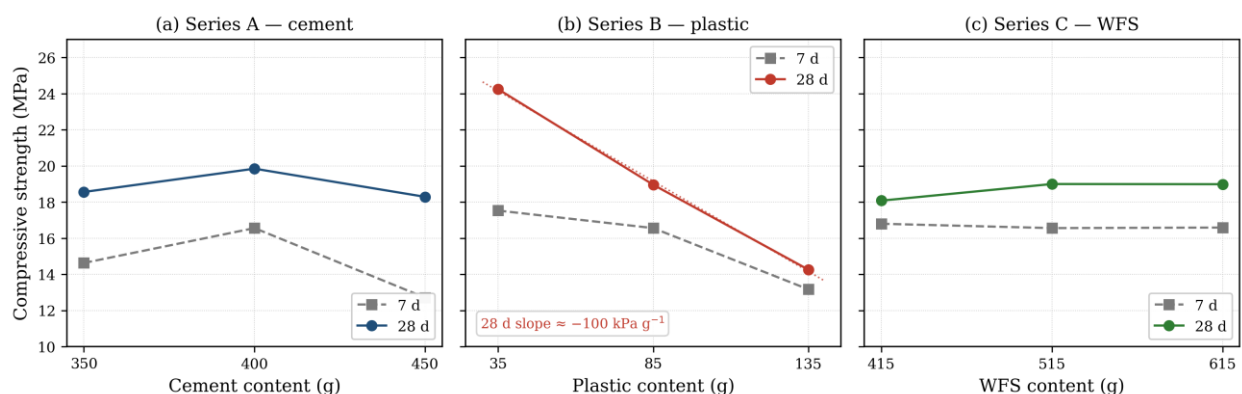 (a) Series A — cement
(b) Series B — plastic
(c) Series C — WFS
Compressive strength (MPa)
26
24
22
20
18
16
14
12
10
7 d
28 d
350
400
450
Cement content (g)
7 d
28 d
28 d slope ≈ −100 kPa g⁻¹
35
85
135
Plastic content (g)
7 d
28 d
415
515
615
WFS content (g)